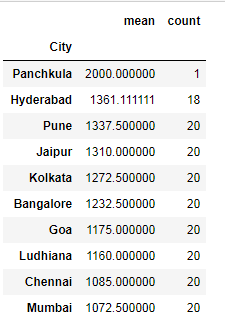 mean count
City
Panchkula 2000.000000 1
Hyderabad 1361.111111 18
Pune 1337.500000 20
Jaipur 1310.000000 20
Kolkata 1272.500000 20
Bangalore 1232.500000 20
Goa 1175.000000 20
Ludhiana 1160.000000 20
Chennai 1085.000000 20
Mumbai 1072.500000 20